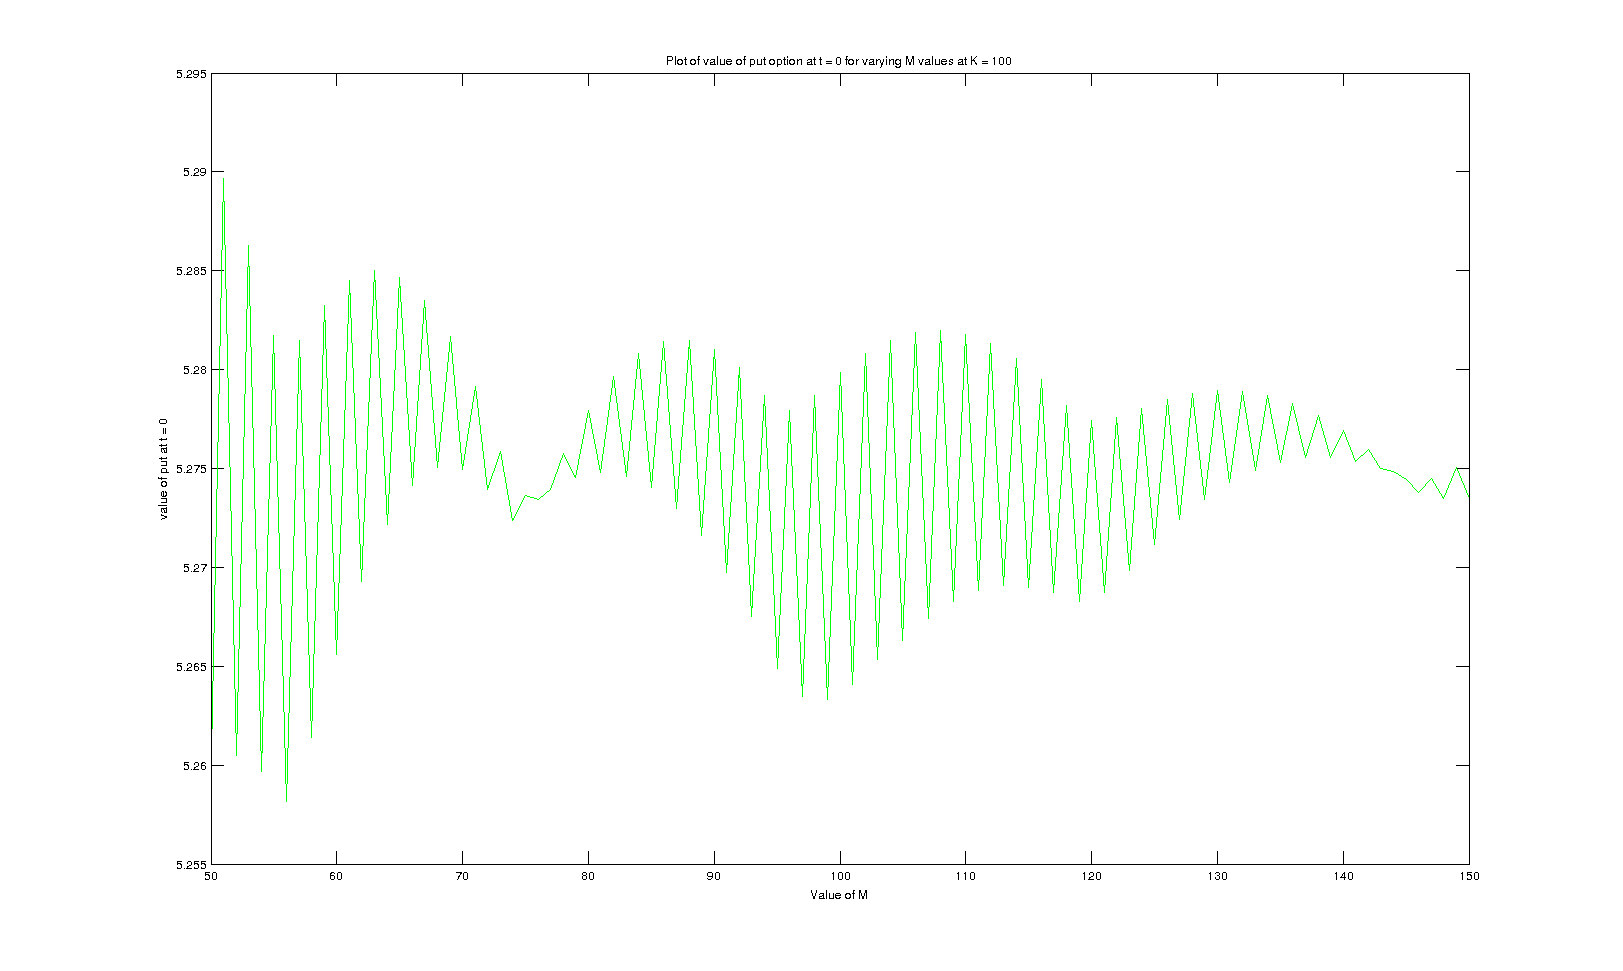 Plot of value of put option at t = 0 for varying M values at K = 100
5.295
5.29
5.285
5.28
5.275
5.27
5.265
5.26
5.255
value of put at t = 0
50 60 70 80 90 100 110 120 130 140 150
Value of M